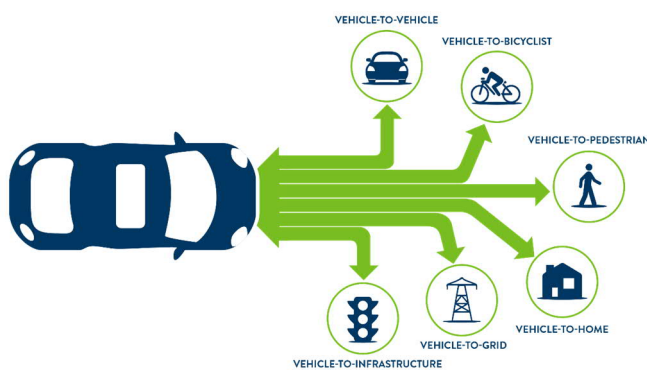 VEHICLE-TO-VEHICLE
VEHICLE-TO-BICYCLIST
VEHICLE-TO-PEDESTRIAN
VEHICLE-TO-HOME
VEHICLE-TO-GRID
VEHICLE-TO-INFRASTRUCTURE